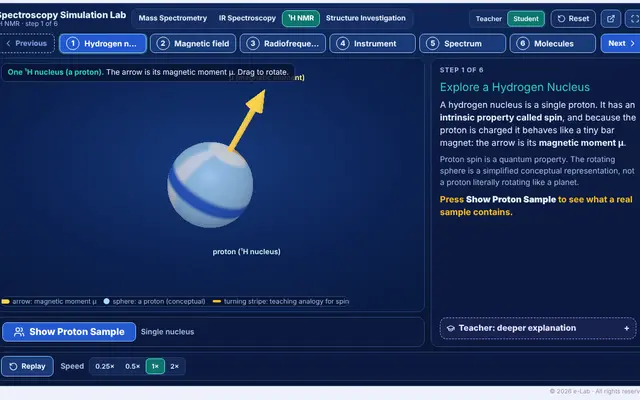 Spectroscopy Simulation Lab
¹H NMR · step 1 of 6
Mass Spectrometry
IR Spectroscopy
¹H NMR
Structure Investigation
Teacher
Student
Reset
Previous
1 Hydrogen n...
2 Magnetic field
3 Radiofreque...
4 Instrument
5 Spectrum
6 Molecules
Next
One ¹H nucleus (a proton). The arrow is its magnetic moment μ. Drag to rotate.
proton (¹H nucleus)
arrow: magnetic moment μ
sphere: a proton (conceptual)
turning stripe: teaching analogy for spin
Show Proton Sample
Single nucleus
Replay
Speed
0.25×
0.5×
1×
2×
STEP 1 OF 6
Explore a Hydrogen Nucleus
A hydrogen nucleus is a single proton. It has an
intrinsic property called spin, and because the
proton is charged it behaves like a tiny bar
magnet: the arrow is its magnetic moment μ.
Proton spin is a quantum property. The rotating
sphere is a simplified conceptual representation, not
a proton literally rotating like a planet.
Press Show Proton Sample to see what a real
sample contains.
Teacher: deeper explanation +
© 2026 e-Lab · All rights reserv